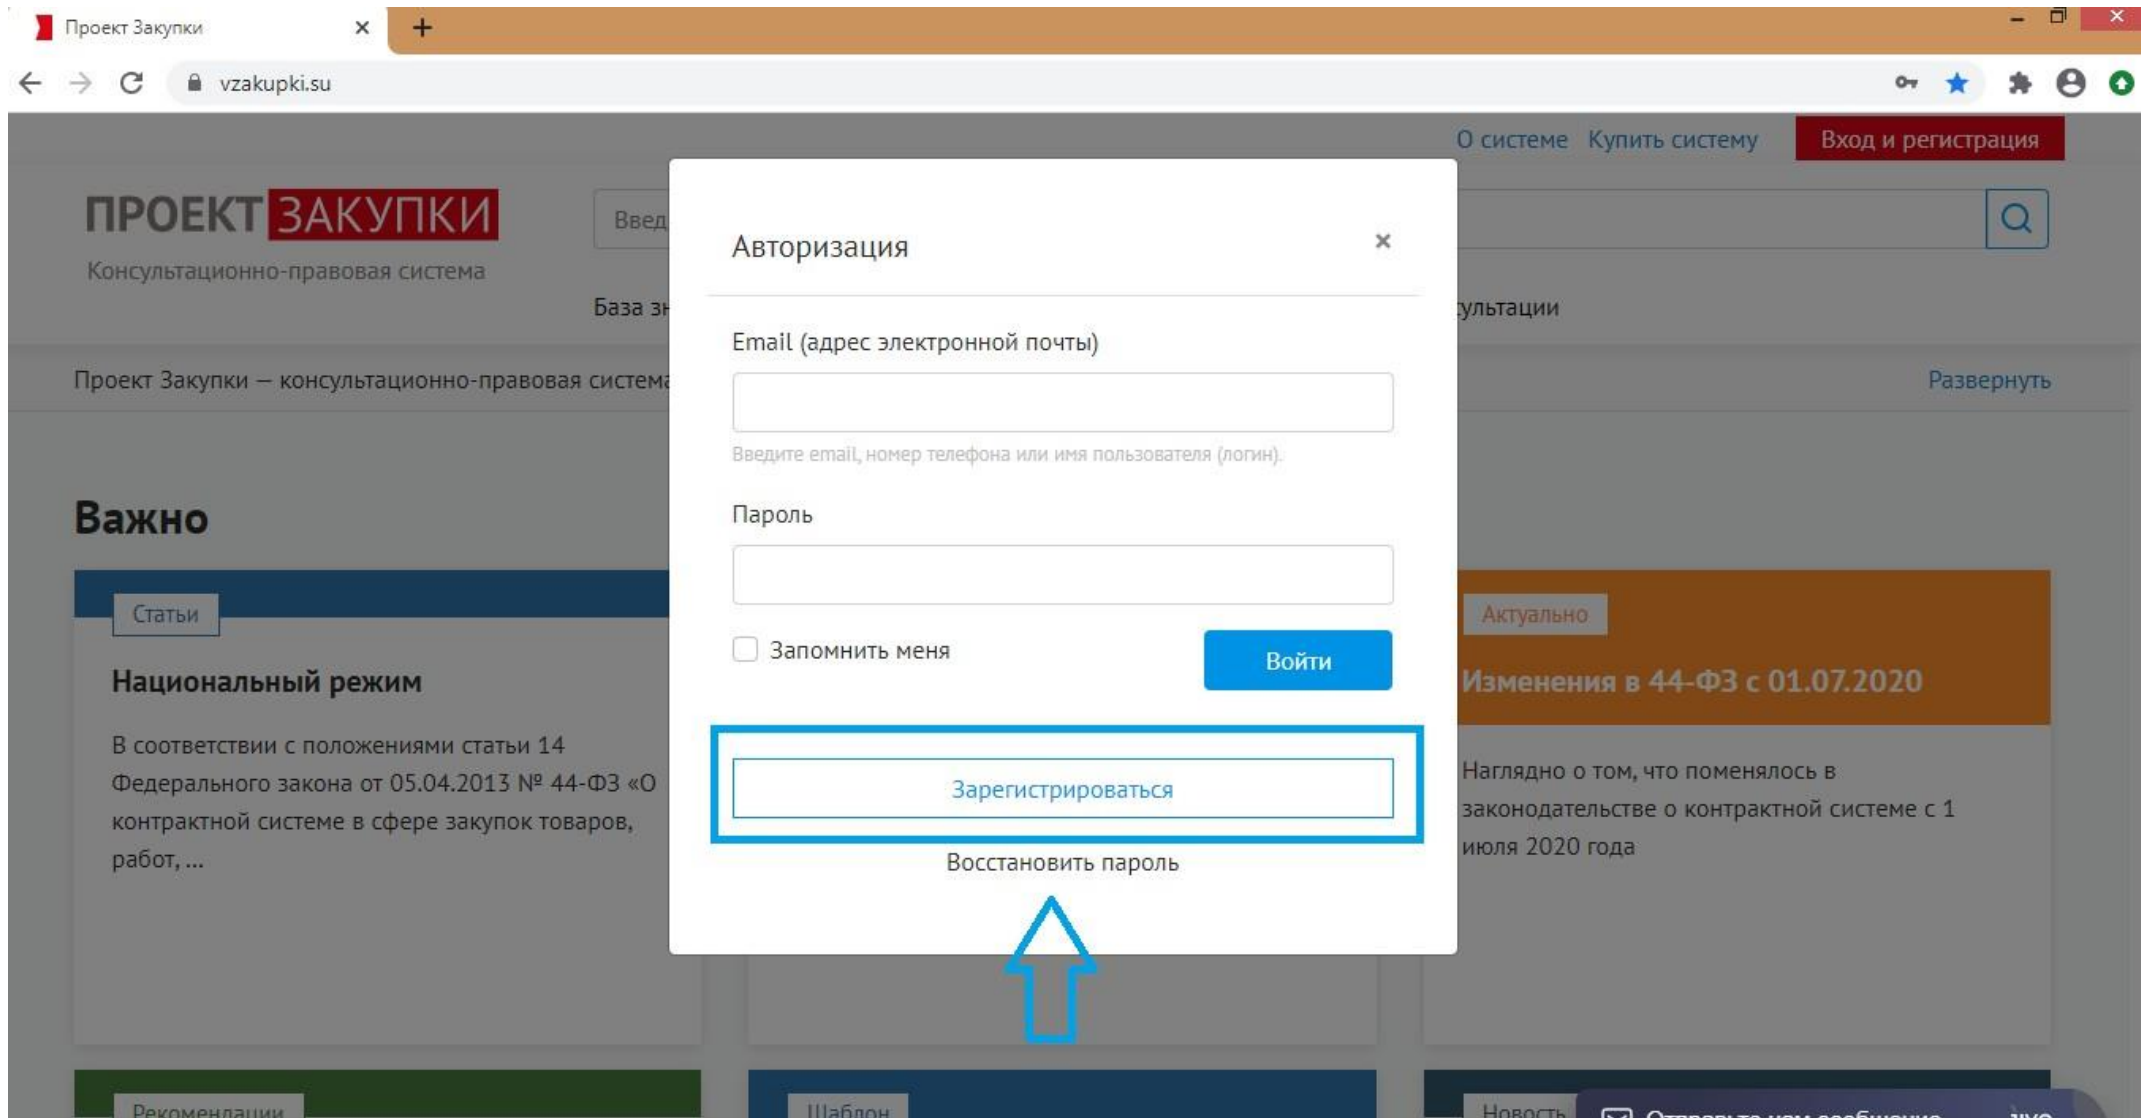 Проект Закупки
vzakupki.su
О системе Купить систему Вход и регистрация
ПРОЕКТ ЗАКУПКИ
Консультационно-правовая система
База
Проект Закупки — консультационно-правовая система
Развернуть
Важно
Статьи
Национальный режим
В соответствии с положениями статьи 14
Федерального закона от 05.04.2013 № 44-ФЗ «О
контрактной системе в сфере закупок товаров,
работ, ...
Авторизация
Email (адрес электронной почты)
Введите email, номер телефона или имя пользователя (логин).
Пароль
Запомнить меня
Войти
Зарегистрироваться
Восстановить пароль
Актуально
Изменения в 44-ФЗ с 01.07.2020
Наглядно о том, что поменялось в
законодательстве о контрактной системе с 1
июля 2020 года
Рекомендации
Шаблон
Новость
Отправьте нам сообщение